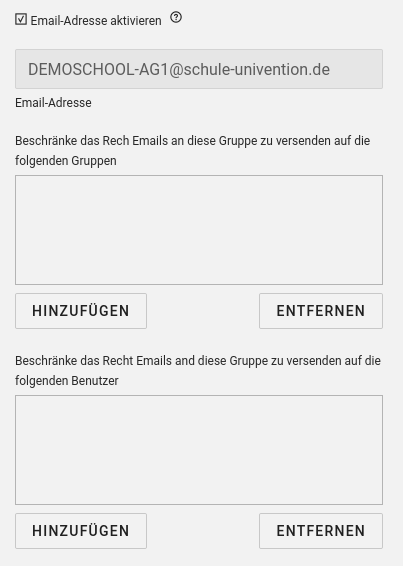 Email-Adresse aktivieren
DEMOSCHOOL-AG1@schule-univention.de
Email-Adresse
Beschränke das Rech Emails an diese Gruppe zu versenden auf die
folgenden Gruppen
HINZUFÜGEN ENTFERNEN
Beschränke das Recht Emails and diese Gruppe zu versenden auf die
folgenden Benutzer
HINZUFÜGEN ENTFERNEN